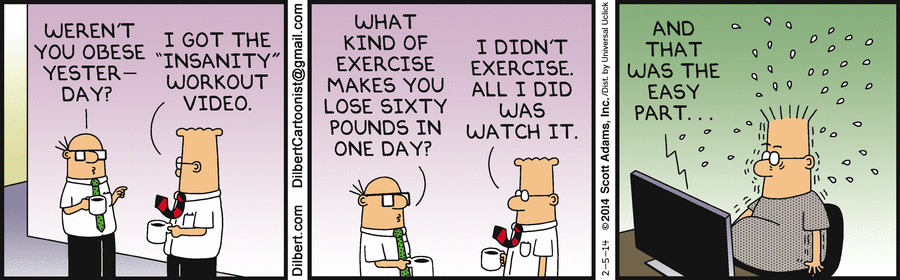 WEREN'T
YOU OBESE
YESTER-
DAY?
I GOT THE
"INSANITY"
WORKOUT
VIDEO.
Dilbert.com DilbertCartoonist@gmail.com
WHAT
KIND OF
EXERCISE
MAKES YOU
LOSE SIXTY
POUNDS IN
ONE DAY?
I DIDN'T
EXERCISE.
ALL I DID
WAS
WATCH IT.
2-5-14 © 2014 Scott Adams, Inc. /Dist. by Universal Uclick
AND
THAT
WAS THE
EASY
PART...